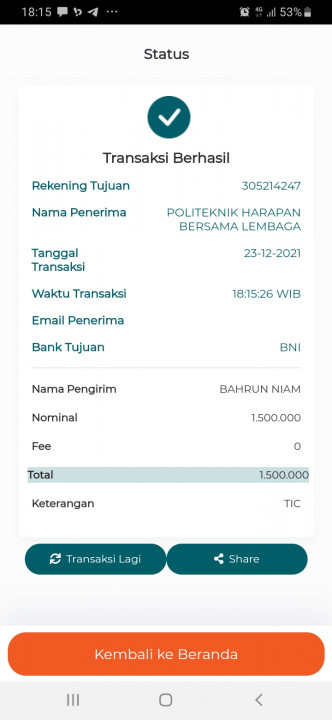 18:15 ... 4G 53%
Status
Transaksi Berhasil
Rekening Tujuan 305214247
Nama Penerima POLITEKNIK HARAPAN
BERSAMA LEMBAGA
Tanggal 23-12-2021
Transaksi
Waktu Transaksi 18:15:26 WIB
Email Penerima
Bank Tujuan BNI
Nama Pengirim BAHRUN NIAM
Nominal 1.500.000
Fee 0
Total 1.500.000
Keterangan TIC
Transaksi Lagi Share
Kembali ke Beranda